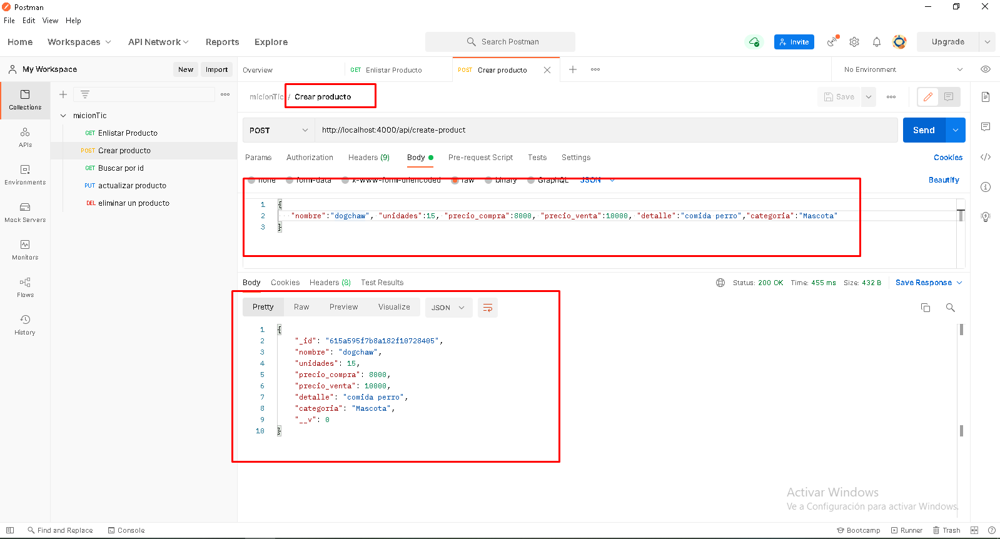 Postman
File Edit View Help
Home Workspaces API Network Reports Explore Search Postman Invite Upgrade
My Workspace New Import Overview GET Enlistar Producto POST Crear producto No Environment
micionTic / Crear producto Save
Collections
APIs
Environments
Mock Servers
Monitors
Flows
History
micionTic
GET Enlistar Producto
POST Crear producto
GET Buscar por id
PUT actualizar producto
DEL eliminar un producto
POST http://localhost:4000/api/create-product Send
Params Authorization Headers (9) Body Pre-request Script Tests Settings Cookies
none form-data x-www-form-urlencoded raw binary GraphQL JSON Beautify
1 {
2 "nombre":"dogchaw", "unidades":15, "precio_compra":8000, "precio_venta":10000, "detalle":"comida perro","categoria":"Mascota"
3 }
Body Cookies Headers (8) Test Results Status: 200 OK Time: 455 ms Size: 432 B Save Response
Pretty Raw Preview Visualize JSON
1 {
2 "_id": "615a595f7b8a182f10728405",
3 "nombre": "dogchaw",
4 "unidades": 15,
5 "precio_compra": 8000,
6 "precio_venta": 10000,
7 "detalle": "comida perro",
8 "categoria": "Mascota",
9 "__v": 0
10 }
Activar Windows
Ve a Configuración para activar Windows.
Find and Replace Console Bootcamp Runner Trash